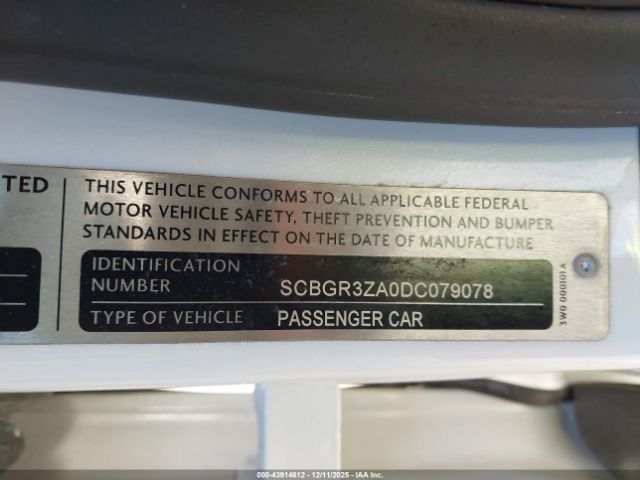 TED
THIS VEHICLE CONFORMS TO ALL APPLICABLE FEDERAL
MOTOR VEHICLE SAFETY, THEFT PREVENTION AND BUMPER
STANDARDS IN EFFECT ON THE DATE OF MANUFACTURE
IDENTIFICATION
NUMBER SCBGR3ZA0DC079078
TYPE OF VEHICLE PASSENGER CAR
3W0 000101A
000-43914612 - 12/11/2025 - IAA Inc.